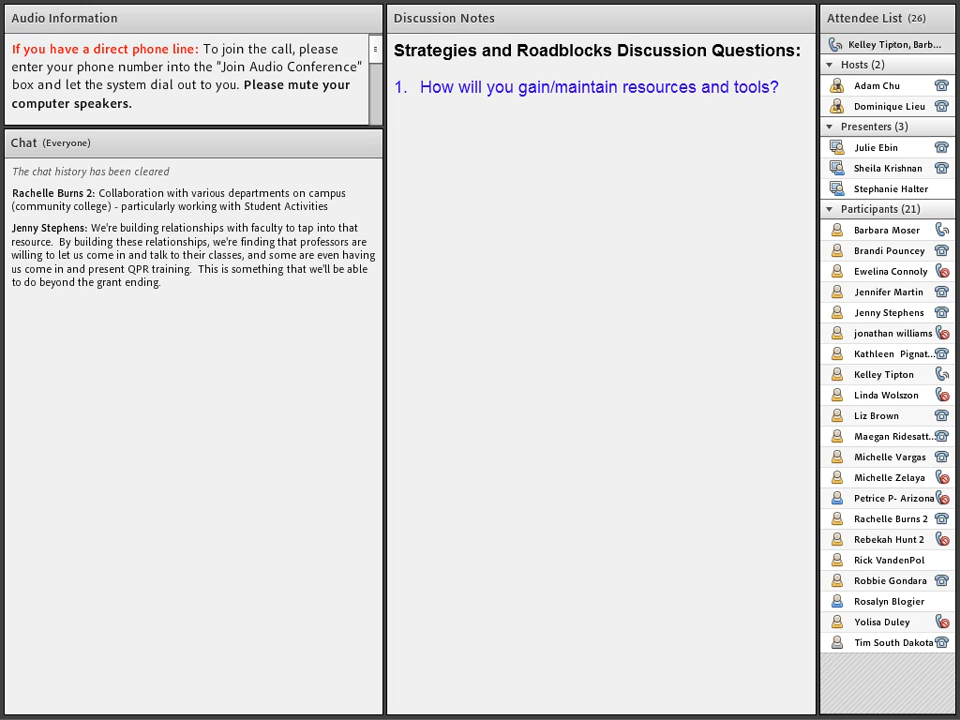 Audio Information
If you have a direct phone line: To join the call, please
enter your phone number into the "Join Audio Conference"
box and let the system dial out to you. Please mute your
computer speakers.
Chat (Everyone)
The chat history has been cleared
Rachelle Burns 2: Collaboration with various departments on campus
(community college) - particularly working with Student Activities
Jenny Stephens: We're building relationships with faculty to tap into that
resource. By building these relationships, we're finding that professors are
willing to let us come in and talk to their classes, and some are even having
us come in and present QPR training. This is something that we'll be able
to do beyond the grant ending.
Discussion Notes
Strategies and Roadblocks Discussion Questions:
1. How will you gain/maintain resources and tools?
Attendee List (26)
Kelley Tipton, Barb...
Hosts (2)
Adam Chu
Dominique Lieu
Presenters (3)
Julie Ebin
Sheila Krishnan
Stephanie Halter
Participants (21)
Barbara Moser
Brandi Pouncey
Ewelina Connoly
Jennifer Martin
Jenny Stephens
jonathan williams
Kathleen Pignat...
Kelley Tipton
Linda Wolszon
Liz Brown
Maegan Ridesatt...
Michelle Vargas
Michelle Zelaya
Petrice P- Arizona
Rachelle Burns 2
Rebekah Hunt 2
Rick VandenPol
Robbie Gondara
Rosalyn Blogier
Yolisa Duley
Tim South Dakota